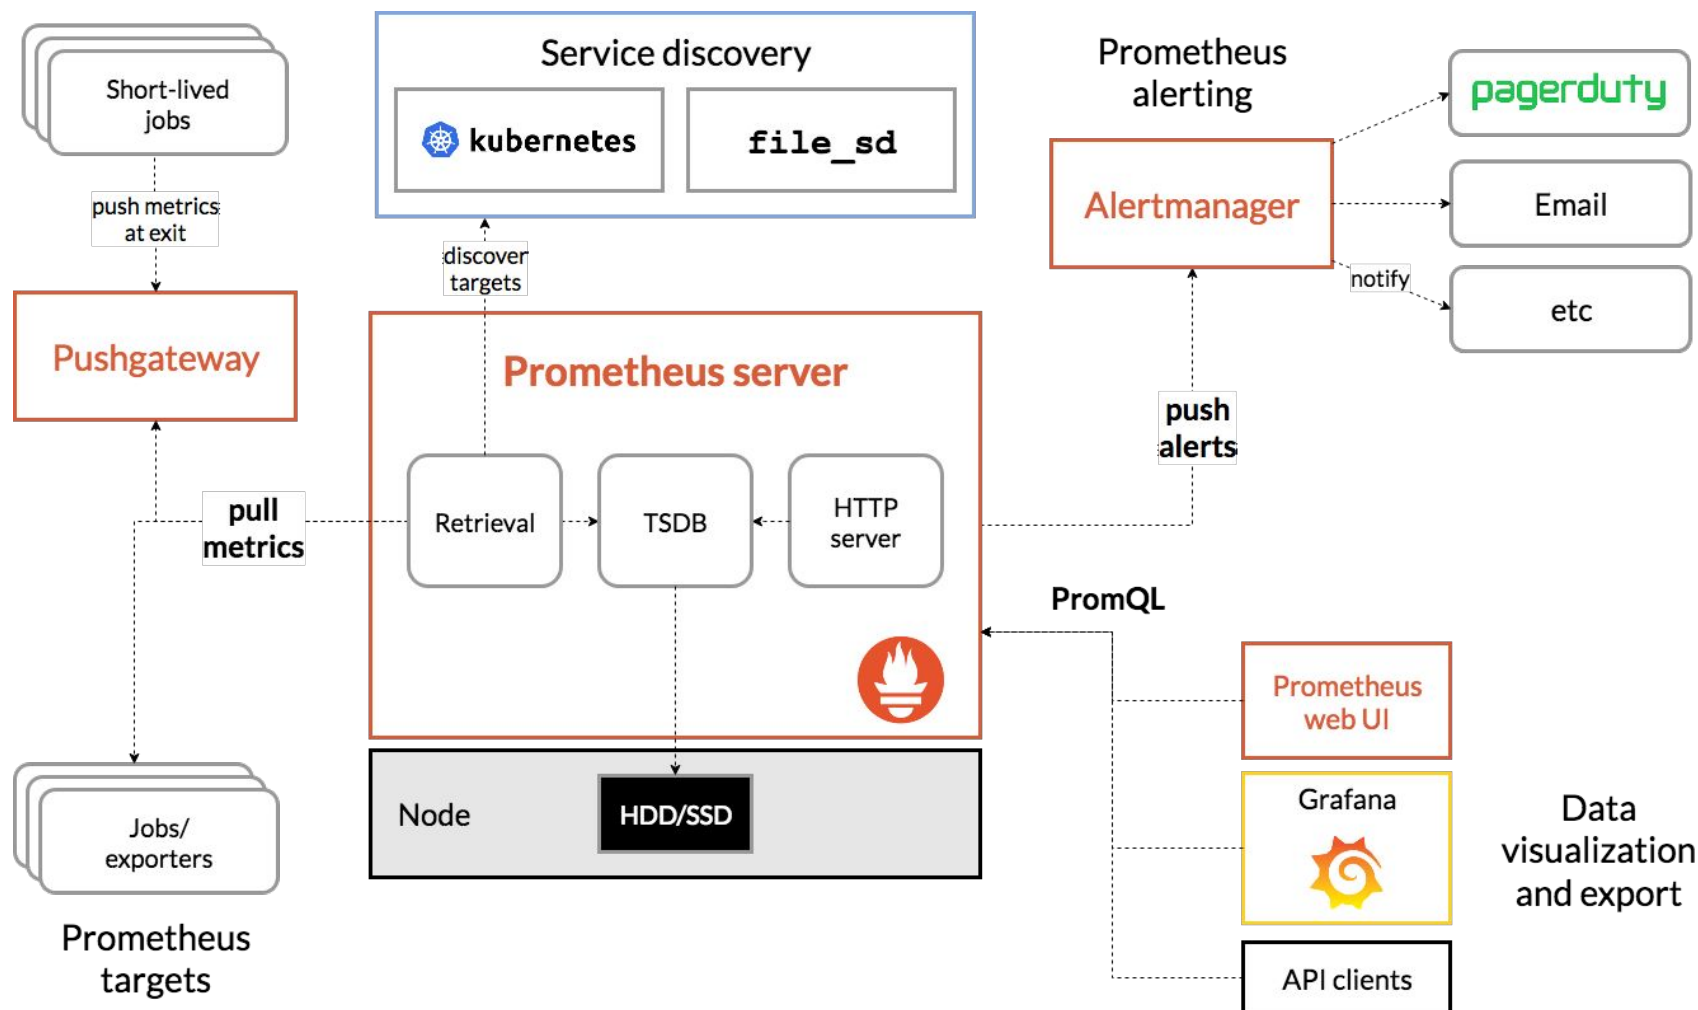 Short-lived
jobs
push metrics
at exit
Pushgateway
Service discovery
kubernetes
file_sd
discover
targets
Prometheus
alerting
Alertmanager
pagerduty
Email
notify
etc
Prometheus server
push
alerts
pull
metrics
Retrieval
TSDB
HTTP
server
PromQL
Node
HDD/SSD
Jobs/
exporters
Prometheus
targets
Prometheus
web UI
Grafana
API clients
Data
visualization
and export